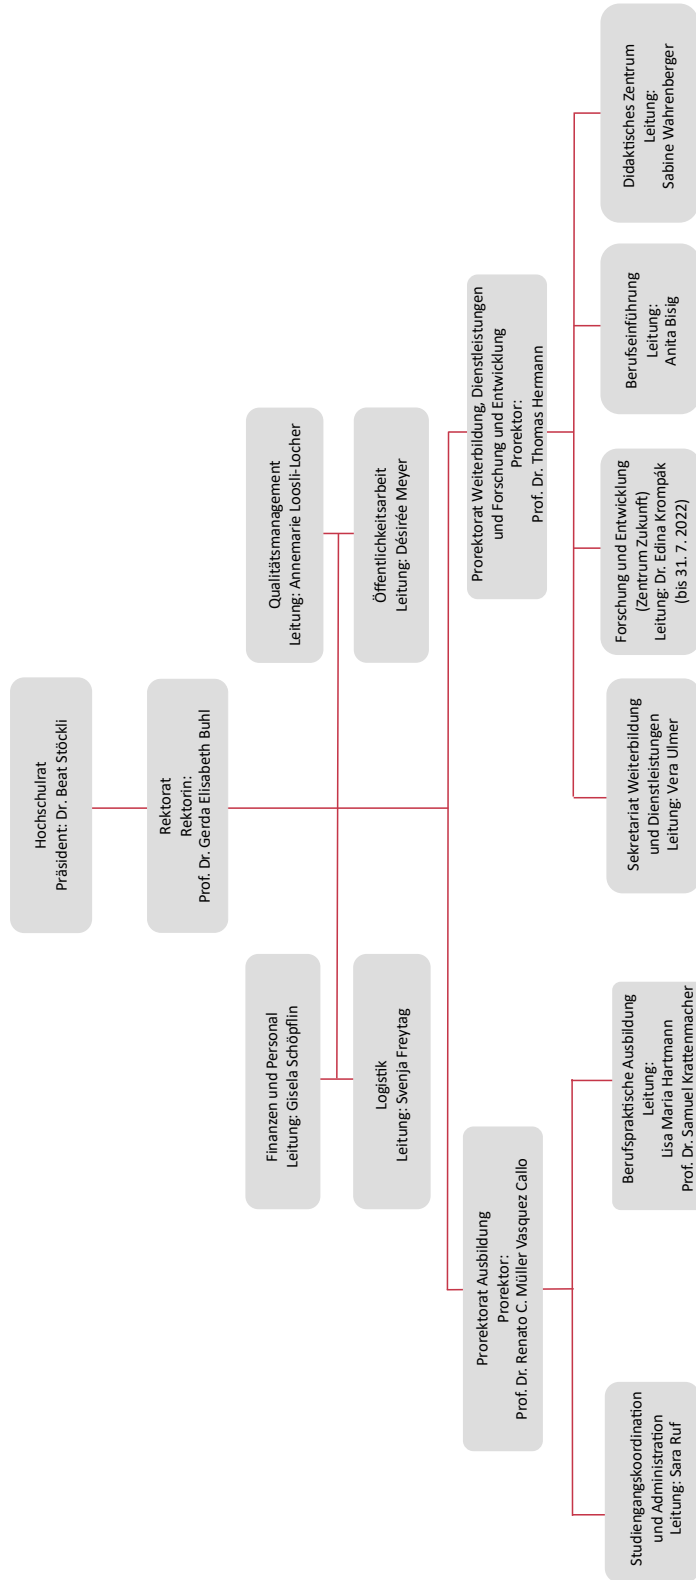 Hochschulrat
Präsident: Dr. Beat Stöckli
Rektorat
Rektorin:
Prof. Dr. Gerda Elisabeth Buhl
Finanzen und Personal
Leitung: Gisela Schöpflin
Qualitätsmanagement
Leitung: Annemarie Loosli-Locher
Logistik
Leitung: Svenja Freytag
Öffentlichkeitsarbeit
Leitung: Désirée Meyer
Prorektorat Ausbildung
Prorektor:
Prof. Dr. Renato C. Müller Vasquez Callo
Prorektorat Weiterbildung, Dienstleistungen
und Forschung und Entwicklung
Prorektor:
Prof. Dr. Thomas Hermann
Studiengangskoordination
und Administration
Leitung: Sara Ruf
Berufspraktische Ausbildung
Leitung:
Lisa Maria Hartmann
Prof. Dr. Samuel Krattenmacher
Sekretariat Weiterbildung
und Dienstleistungen
Leitung: Vera Ulmer
Forschung und Entwicklung
(Zentrum Zukunft)
Leitung: Dr. Edina Krompák
(bis 31. 7. 2022)
Berufseinführung
Leitung:
Anita Bisig
Didaktisches Zentrum
Leitung:
Sabine Wahrenberger